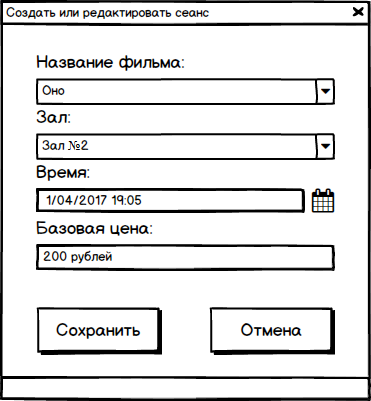 Создать или редактировать сеанс
Название фильма:
Оно
Зал:
Зал №2
Время:
1/04/2017 19:05
Базовая цена:
200 рублей
Сохранить Отмена